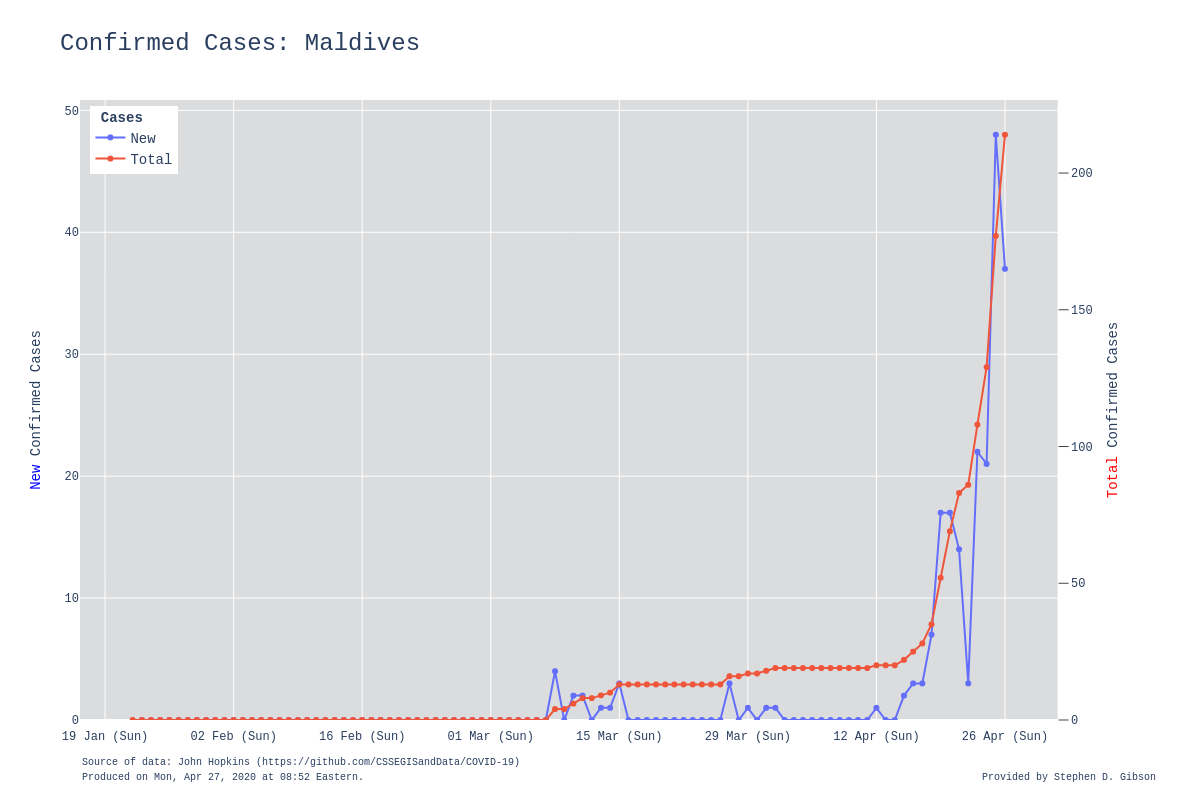 Confirmed Cases: Maldives
Cases
New
Total
50
40
30
20
10
0
200
150
100
50
0
New Confirmed Cases
Total Confirmed Cases
19 Jan (Sun) 02 Feb (Sun) 16 Feb (Sun) 01 Mar (Sun) 15 Mar (Sun) 29 Mar (Sun) 12 Apr (Sun) 26 Apr (Sun)
Source of data: John Hopkins (https://github.com/CSSEGISandData/COVID-19)
Produced on Mon, Apr 27, 2020 at 08:52 Eastern.
Provided by Stephen D. Gibson